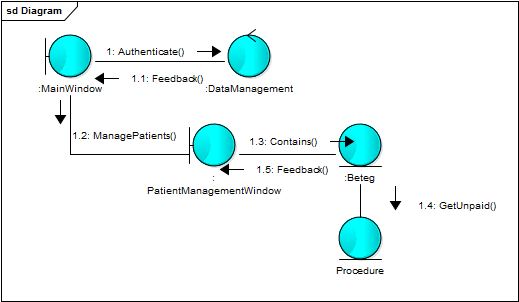 sd Diagram
1: Authenticate()
1.1: Feedback()
:MainWindow
:DataManagement
1.2: ManagePatients()
1.3: Contains()
1.5: Feedback()
:
PatientManagementWindow
:Beteg
1.4: GetUnpaid()
Procedure